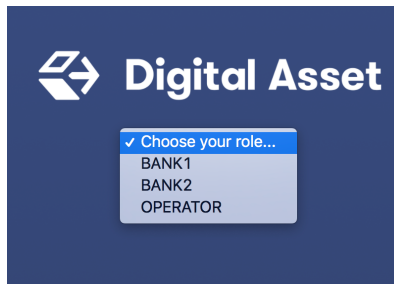 Digital Asset
✓ Choose your role...
BANK1
BANK2
OPERATOR